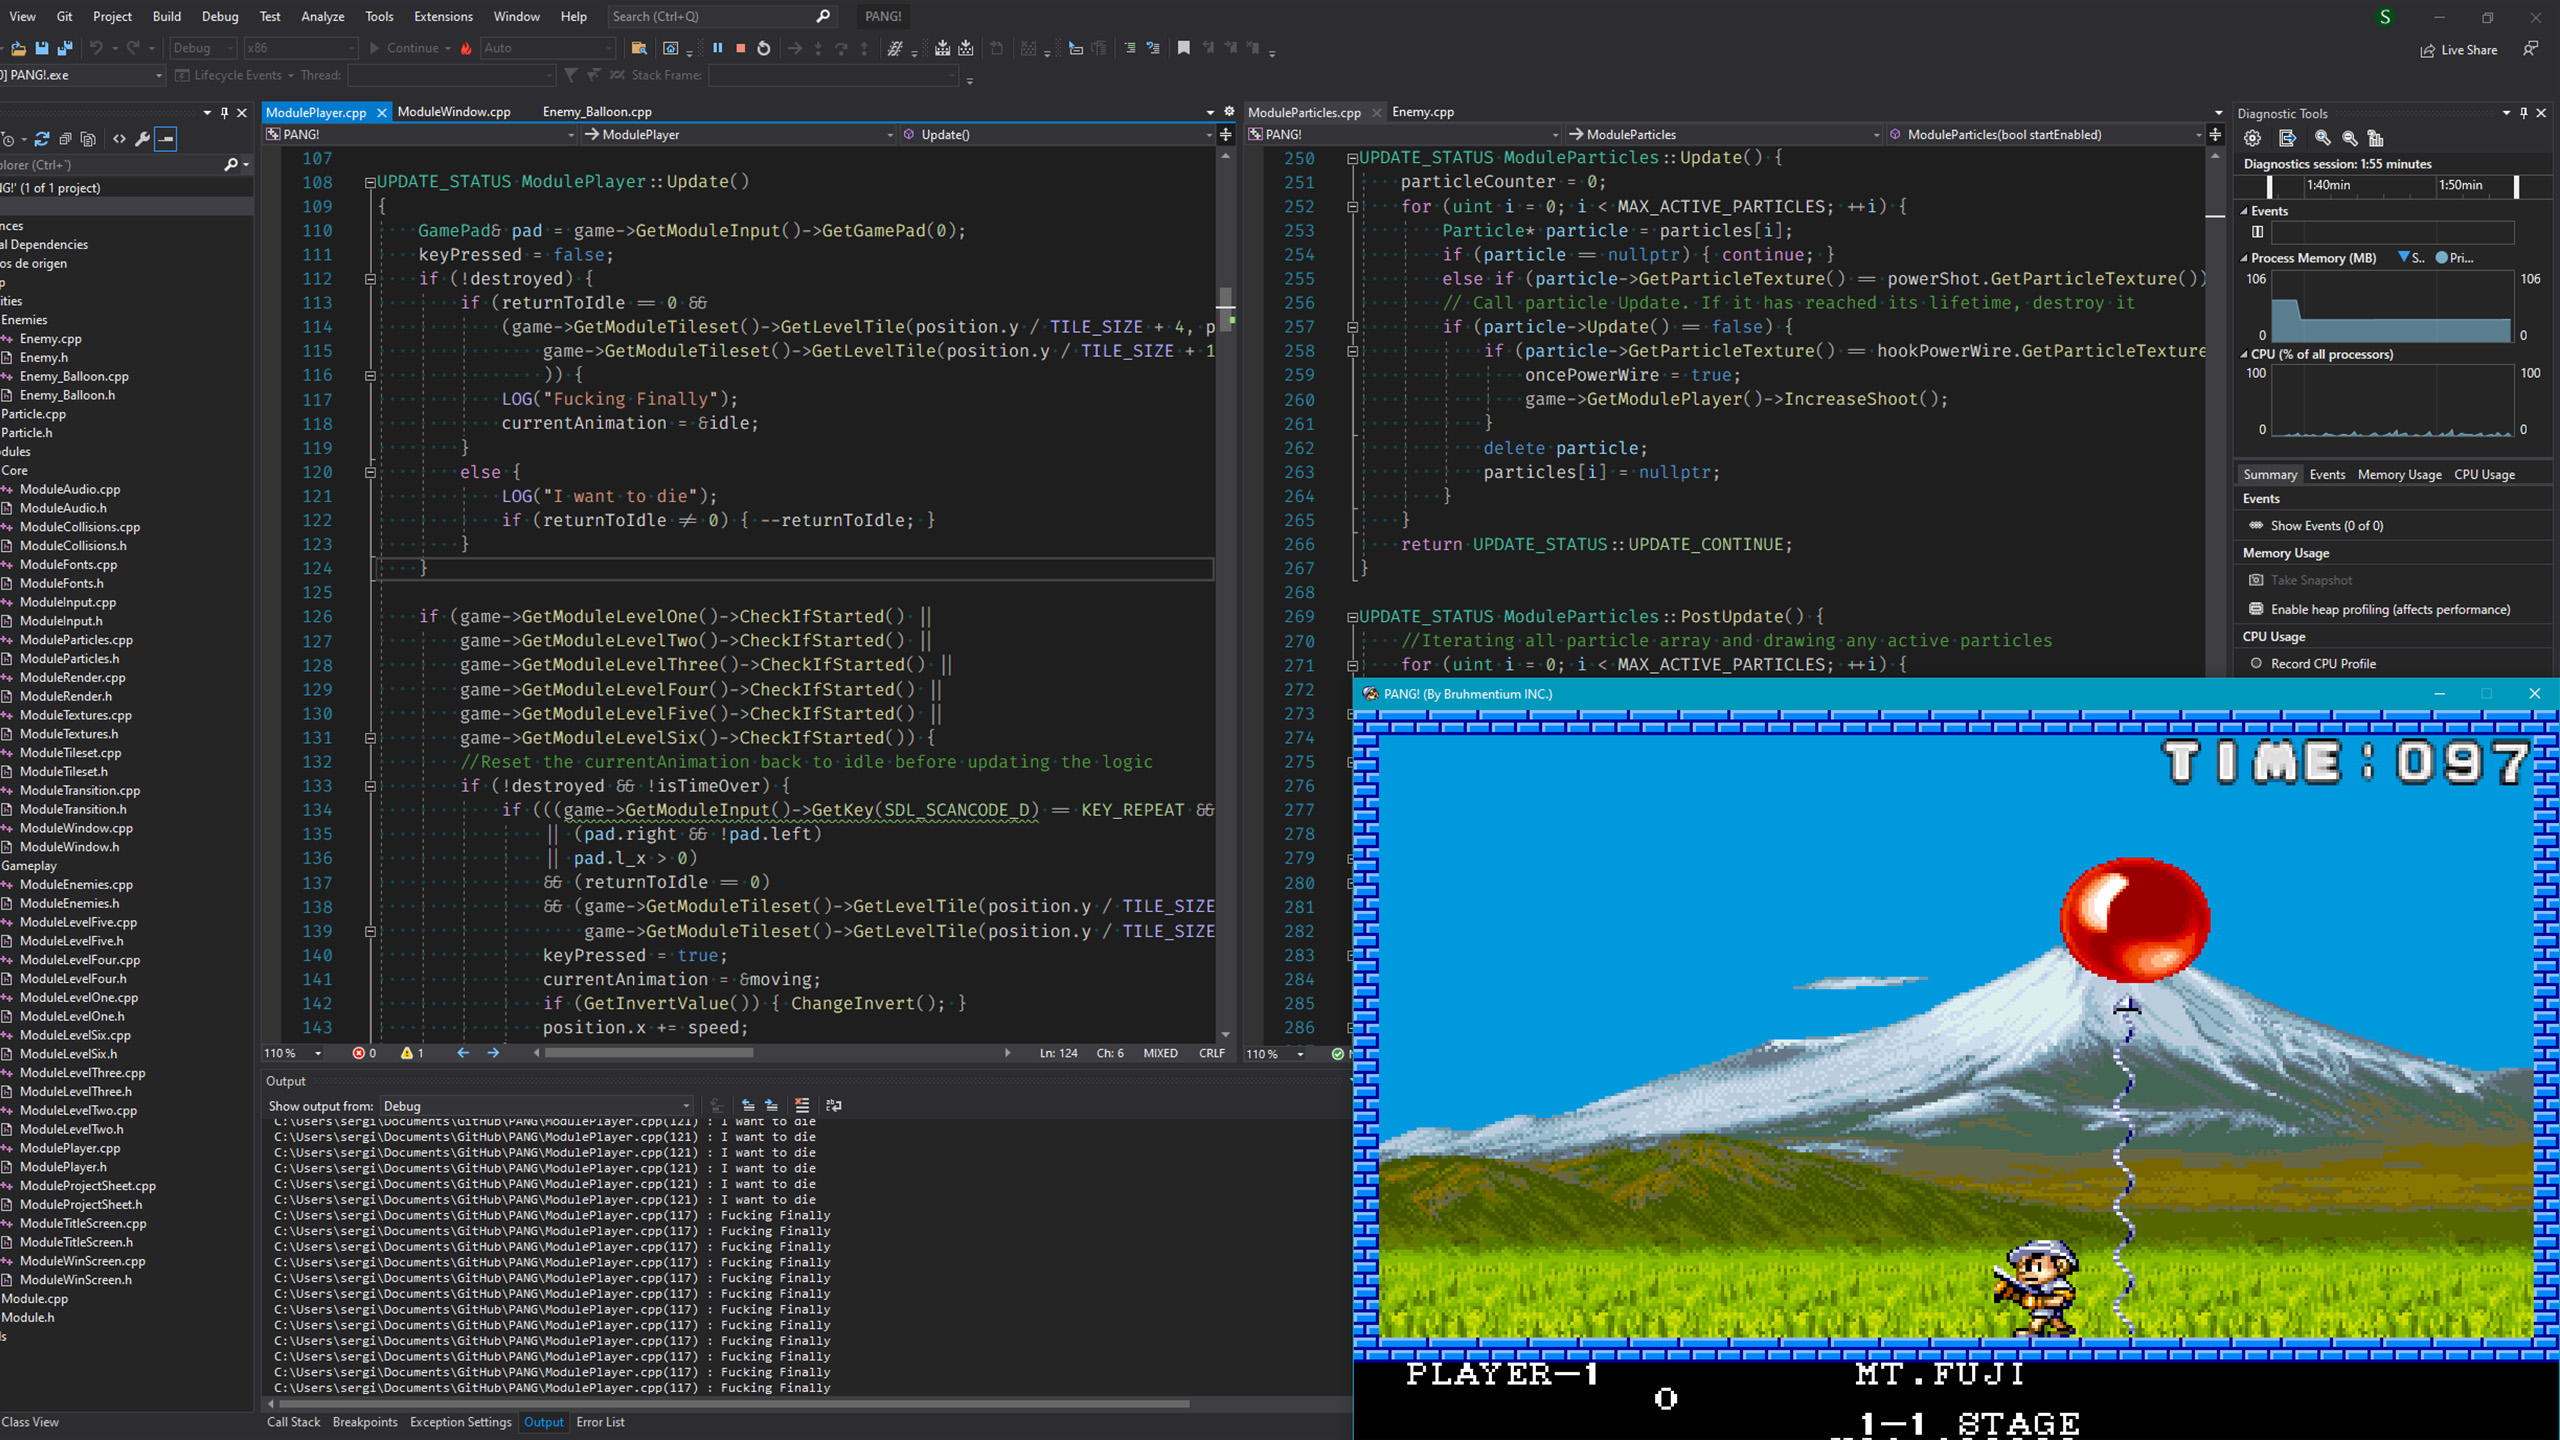 View Git Project Build Debug Test Analyze Tools Extensions Window Help Search (Ctrl+Q) PANG! S
Debug x86 Continue Auto Live Share
PANG!.exe Lifecycle Events Thread: Stack Frame:
(Ctrl+¨)
(1 of 1 project)
Dependencies
os de origen
Enemies
Enemy.cpp
Enemy.h
Enemy_Balloon.cpp
Enemy_Balloon.h
Particle.cpp
Particle.h
Core
ModuleAudio.cpp
ModuleAudio.h
ModuleCollisions.cpp
ModuleCollisions.h
ModuleFonts.cpp
ModuleFonts.h
ModuleInput.cpp
ModuleInput.h
ModuleParticles.cpp
ModuleParticles.h
ModuleRender.cpp
ModuleRender.h
ModuleTextures.cpp
ModuleTextures.h
ModuleTileset.cpp
ModuleTileset.h
ModuleTransition.cpp
ModuleTransition.h
ModuleWindow.cpp
ModuleWindow.h
Gameplay
ModuleEnemies.cpp
ModuleEnemies.h
ModuleLevelFive.cpp
ModuleLevelFive.h
ModuleLevelFour.cpp
ModuleLevelFour.h
ModuleLevelOne.cpp
ModuleLevelOne.h
ModuleLevelSix.cpp
ModuleLevelSix.h
ModuleLevelThree.cpp
ModuleLevelThree.h
ModuleLevelTwo.cpp
ModuleLevelTwo.h
ModulePlayer.cpp
ModulePlayer.h
ModuleProjectSheet.cpp
ModuleProjectSheet.h
ModuleTitleScreen.cpp
ModuleTitleScreen.h
ModuleWinScreen.cpp
ModuleWinScreen.h
Module.cpp
Module.h
Class View
ModulePlayer.cpp ModuleWindow.cpp Enemy_Balloon.cpp
PANG! ModulePlayer Update()
107
108 UPDATE_STATUS ModulePlayer::Update()
109 {
110 GamePad& pad = game->GetModuleInput()->GetGamePad(0);
111 keyPressed = false;
112 if (!destroyed) {
113 if (returnToIdle == 0 &&
114 (game->GetModuleTileset()->GetLevelTile(position.y / TILE_SIZE + 4, p
115 game->GetModuleTileset()->GetLevelTile(position.y / TILE_SIZE + 1
116 )) {
117 LOG("Fucking Finally");
118 currentAnimation = &idle;
119 }
120 else {
121 LOG("I want to die");
122 if (returnToIdle != 0) { --returnToIdle; }
123 }
124 }
125
126 if (game->GetModuleLevelOne()->CheckIfStarted() ||
127 game->GetModuleLevelTwo()->CheckIfStarted() ||
128 game->GetModuleLevelThree()->CheckIfStarted() ||
129 game->GetModuleLevelFour()->CheckIfStarted() ||
130 game->GetModuleLevelFive()->CheckIfStarted() ||
131 game->GetModuleLevelSix()->CheckIfStarted()) {
132 //Reset the currentAnimation back to idle before updating the logic
133 if (!destroyed && !isTimeOver) {
134 if (((game->GetModuleInput()->GetKey(SDL_SCANCODE_D) == KEY_REPEAT &&
135 || (pad.right && !pad.left)
136 || pad.l_x > 0)
137 && (returnToIdle == 0)
138 && (game->GetModuleTileset()->GetLevelTile(position.y / TILE_SIZE
139 game->GetModuleTileset()->GetLevelTile(position.y / TILE_SIZE
140 keyPressed = true;
141 currentAnimation = &moving;
142 if (GetInvertValue()) { ChangeInvert(); }
143 position.x += speed;
110 % 0 1 Ln: 124 Ch: 6 MIXED CRLF
ModuleParticles.cpp Enemy.cpp
PANG! ModuleParticles ModuleParticles(bool startEnabled)
250 UPDATE_STATUS ModuleParticles::Update() {
251 particleCounter = 0;
252 for (uint i = 0; i < MAX_ACTIVE_PARTICLES; ++i) {
253 Particle* particle = particles[i];
254 if (particle == nullptr) { continue; }
255 else if (particle->GetParticleTexture() == powerShot.GetParticleTexture())
256 // Call particle Update. If it has reached its lifetime, destroy it
257 if (particle->Update() == false) {
258 if (particle->GetParticleTexture() == hookPowerWire.GetParticleTexture
259 oncePowerWire = true;
260 game->GetModulePlayer()->IncreaseShoot();
261 }
262 delete particle;
263 particles[i] = nullptr;
264 }
265 }
266 return UPDATE_STATUS::UPDATE_CONTINUE;
267 }
268
269 UPDATE_STATUS ModuleParticles::PostUpdate() {
270 //Iterating all particle array and drawing any active particles
271 for (uint i = 0; i < MAX_ACTIVE_PARTICLES; ++i) {
272
273
274
275
276
277
278
279
280
281
282
283
284
285
286
110 %
Diagnostic Tools
Diagnostics session: 1:55 minutes
1:40min 1:50min
Events
Process Memory (MB) S.. Pri...
106 106
0 0
CPU (% of all processors)
100 100
0 0
Summary Events Memory Usage CPU Usage
Events
Show Events (0 of 0)
Memory Usage
Take Snapshot
Enable heap profiling (affects performance)
CPU Usage
Record CPU Profile
Output
Show output from: Debug
C:\Users\sergi\Documents\GitHub\PANG\ModulePlayer.cpp(121) : I want to die
C:\Users\sergi\Documents\GitHub\PANG\ModulePlayer.cpp(121) : I want to die
C:\Users\sergi\Documents\GitHub\PANG\ModulePlayer.cpp(121) : I want to die
C:\Users\sergi\Documents\GitHub\PANG\ModulePlayer.cpp(121) : I want to die
C:\Users\sergi\Documents\GitHub\PANG\ModulePlayer.cpp(121) : I want to die
C:\Users\sergi\Documents\GitHub\PANG\ModulePlayer.cpp(121) : I want to die
C:\Users\sergi\Documents\GitHub\PANG\ModulePlayer.cpp(117) : Fucking Finally
C:\Users\sergi\Documents\GitHub\PANG\ModulePlayer.cpp(117) : Fucking Finally
C:\Users\sergi\Documents\GitHub\PANG\ModulePlayer.cpp(117) : Fucking Finally
C:\Users\sergi\Documents\GitHub\PANG\ModulePlayer.cpp(117) : Fucking Finally
C:\Users\sergi\Documents\GitHub\PANG\ModulePlayer.cpp(117) : Fucking Finally
C:\Users\sergi\Documents\GitHub\PANG\ModulePlayer.cpp(117) : Fucking Finally
C:\Users\sergi\Documents\GitHub\PANG\ModulePlayer.cpp(117) : Fucking Finally
C:\Users\sergi\Documents\GitHub\PANG\ModulePlayer.cpp(117) : Fucking Finally
C:\Users\sergi\Documents\GitHub\PANG\ModulePlayer.cpp(117) : Fucking Finally
C:\Users\sergi\Documents\GitHub\PANG\ModulePlayer.cpp(117) : Fucking Finally
C:\Users\sergi\Documents\GitHub\PANG\ModulePlayer.cpp(117) : Fucking Finally
C:\Users\sergi\Documents\GitHub\PANG\ModulePlayer.cpp(117) : Fucking Finally
Call Stack Breakpoints Exception Settings Output Error List
PANG! (By Bruhmentium INC.)
TIME:097
PLAYER-1 MT.FUJI
0
1-1 STAGE